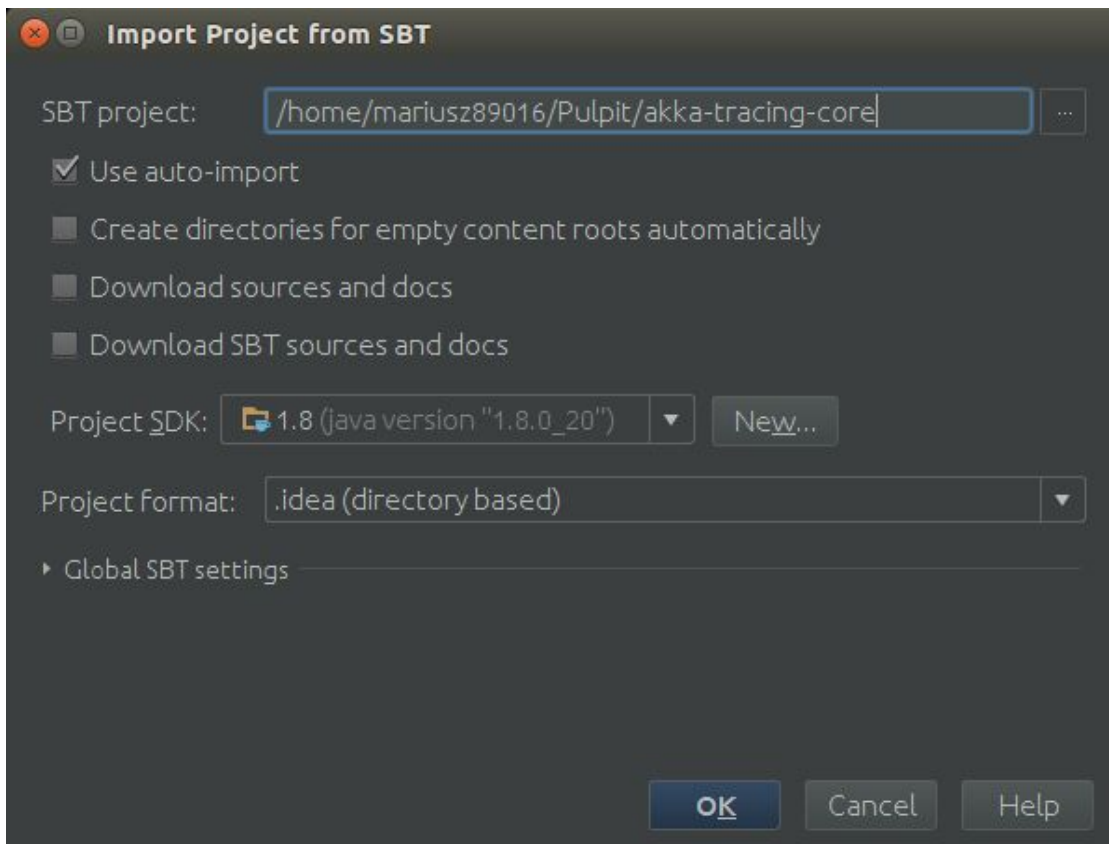 Import Project from SBT
SBT project: /home/mariusz89016/Pulpit/akka-tracing-core ...
Use auto-import
Create directories for empty content roots automatically
Download sources and docs
Download SBT sources and docs
Project SDK: 1.8 (java version "1.8.0_20") New...
Project format: .idea (directory based)
Global SBT settings
OK Cancel Help